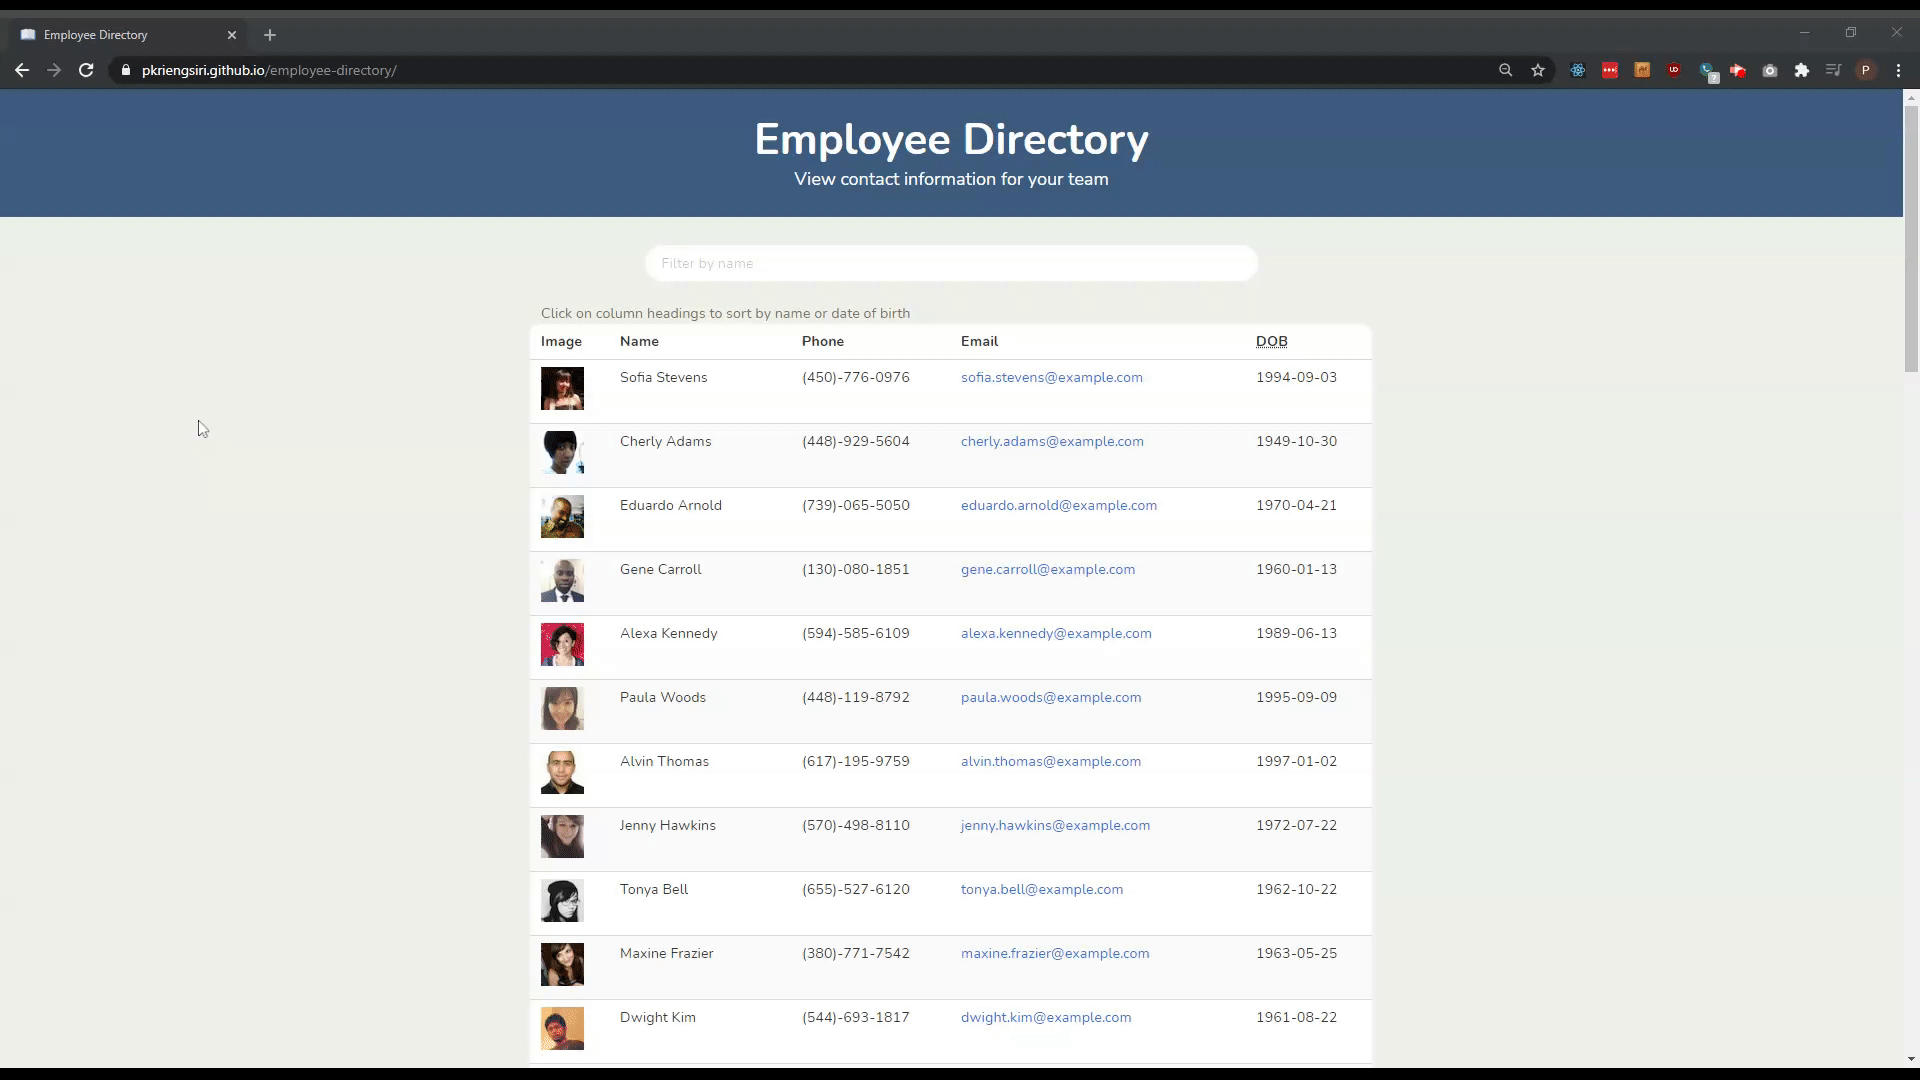 Employee Directory
pkriengsiri.github.io/employee-directory/
P
Employee Directory
View contact information for your team
Filter by name
Click on column headings to sort by name or date of birth
Image Name Phone Email DOB
Sofia Stevens (450)-776-0976 sofia.stevens@example.com 1994-09-03
Cherly Adams (448)-929-5604 cherly.adams@example.com 1949-10-30
Eduardo Arnold (739)-065-5050 eduardo.arnold@example.com 1970-04-21
Gene Carroll (130)-080-1851 gene.carroll@example.com 1960-01-13
Alexa Kennedy (594)-585-6109 alexa.kennedy@example.com 1989-06-13
Paula Woods (448)-119-8792 paula.woods@example.com 1995-09-09
Alvin Thomas (617)-195-9759 alvin.thomas@example.com 1997-01-02
Jenny Hawkins (570)-498-8110 jenny.hawkins@example.com 1972-07-22
Tonya Bell (655)-527-6120 tonya.bell@example.com 1962-10-22
Maxine Frazier (380)-771-7542 maxine.frazier@example.com 1963-05-25
Dwight Kim (544)-693-1817 dwight.kim@example.com 1961-08-22